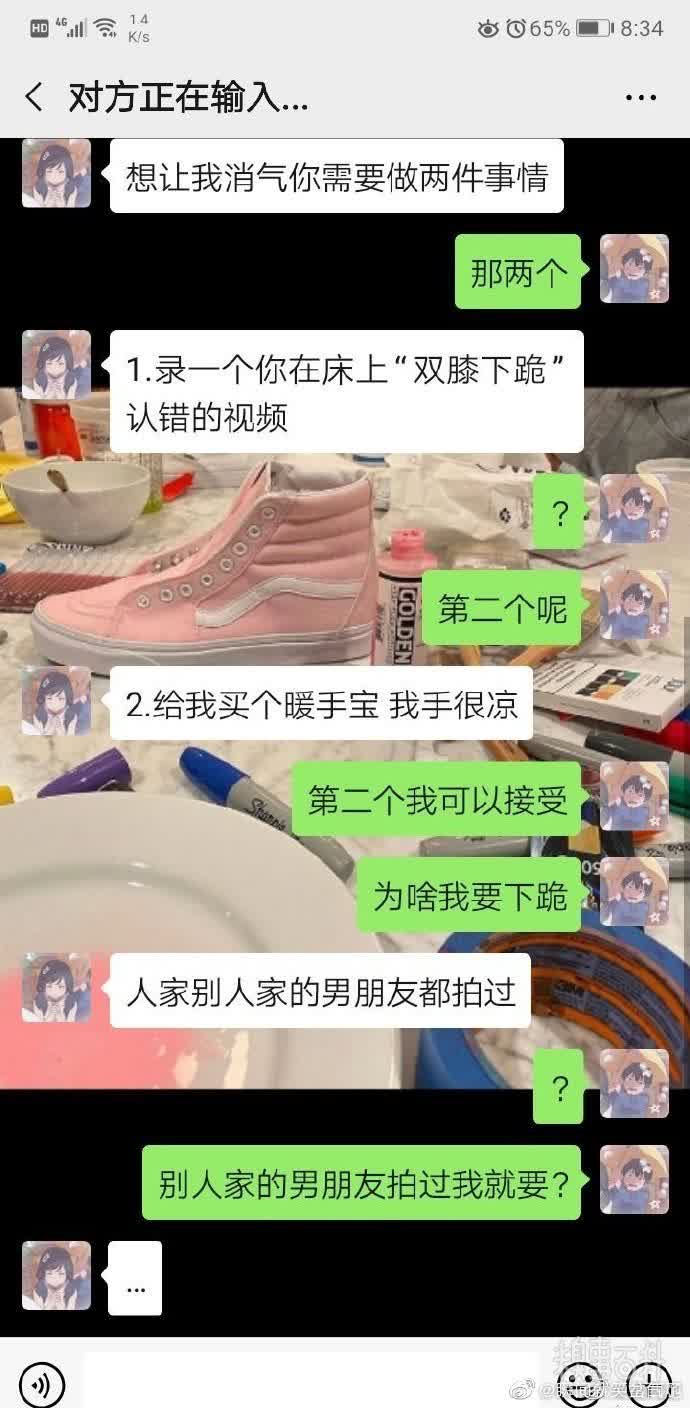 HD 4G 1.4 K/s 65% 8:34
对方正在输入...
想让我消气你需要做两件事情
那两个
1.录一个你在床上“双膝下跪”
认错的视频
?
第二个呢
GOLDEN
2.给我买个暖手宝 我手很凉
第二个我可以接受
Sharpie
为啥我要下跪
人家别人家的男朋友都拍过
?
别人家的男朋友拍过我就要?
...